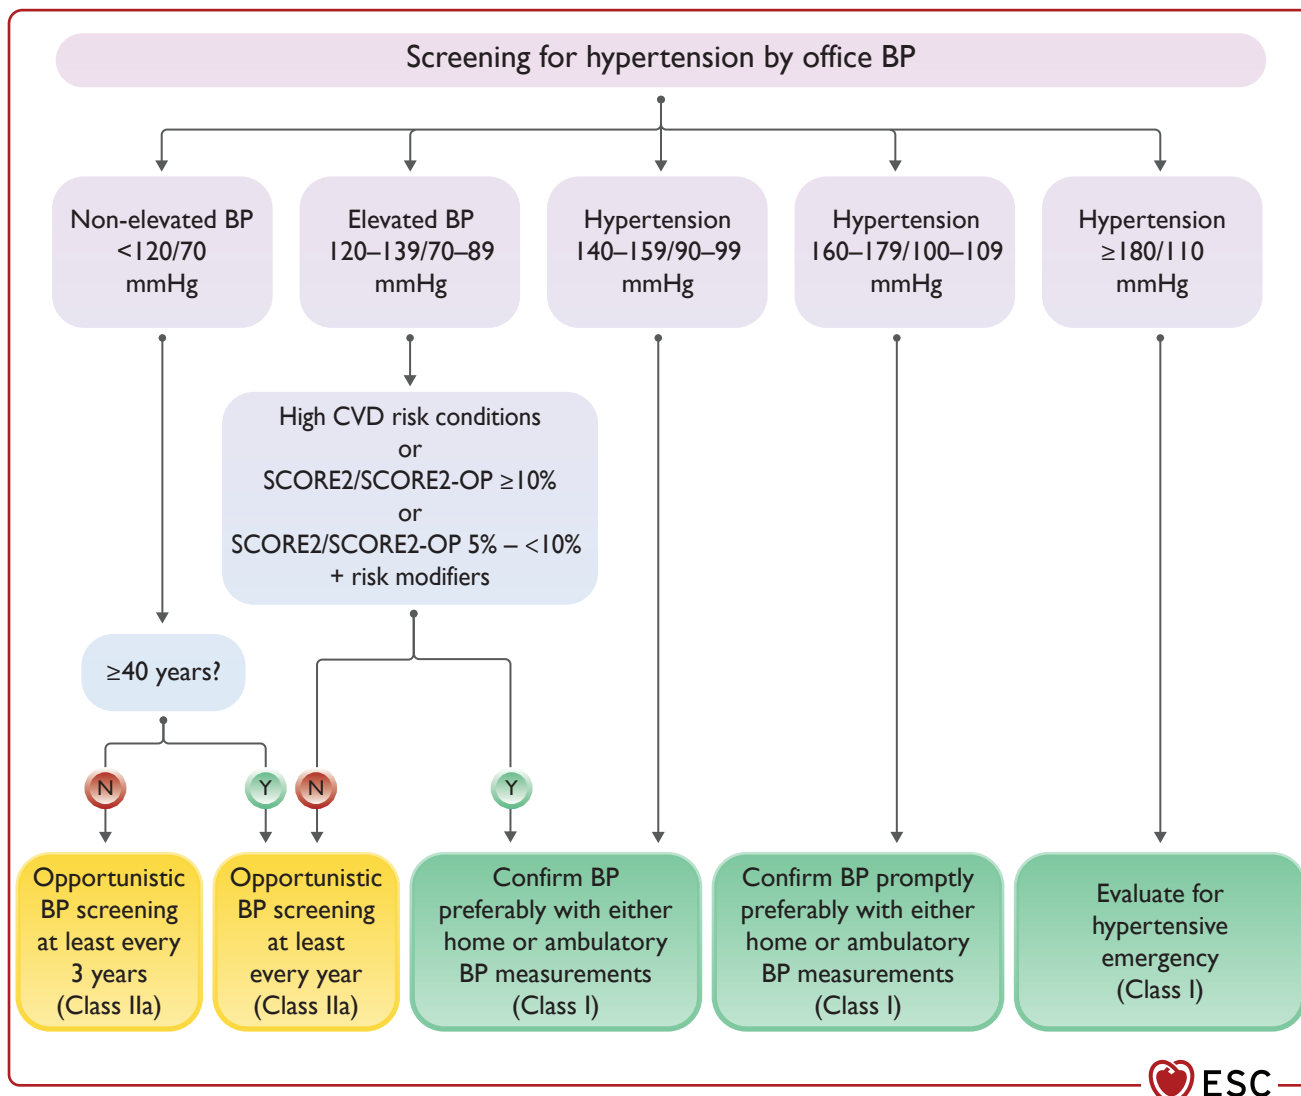 Screening for hypertension by office BP
Non-elevated BP
<120/70
mmHg
Elevated BP
120–139/70–89
mmHg
Hypertension
140–159/90–99
mmHg
Hypertension
160–179/100–109
mmHg
Hypertension
≥180/110
mmHg
High CVD risk conditions
or
SCORE2/SCORE2-OP ≥10%
or
SCORE2/SCORE2-OP 5% – <10%
+ risk modifiers
≥40 years?
N
Y
N
Y
Opportunistic
BP screening
at least every
3 years
(Class IIa)
Opportunistic
BP screening
at least
every year
(Class IIa)
Confirm BP
preferably with either
home or ambulatory
BP measurements
(Class I)
Confirm BP promptly
preferably with either
home or ambulatory
BP measurements
(Class I)
Evaluate for
hypertensive
emergency
(Class I)
ESC